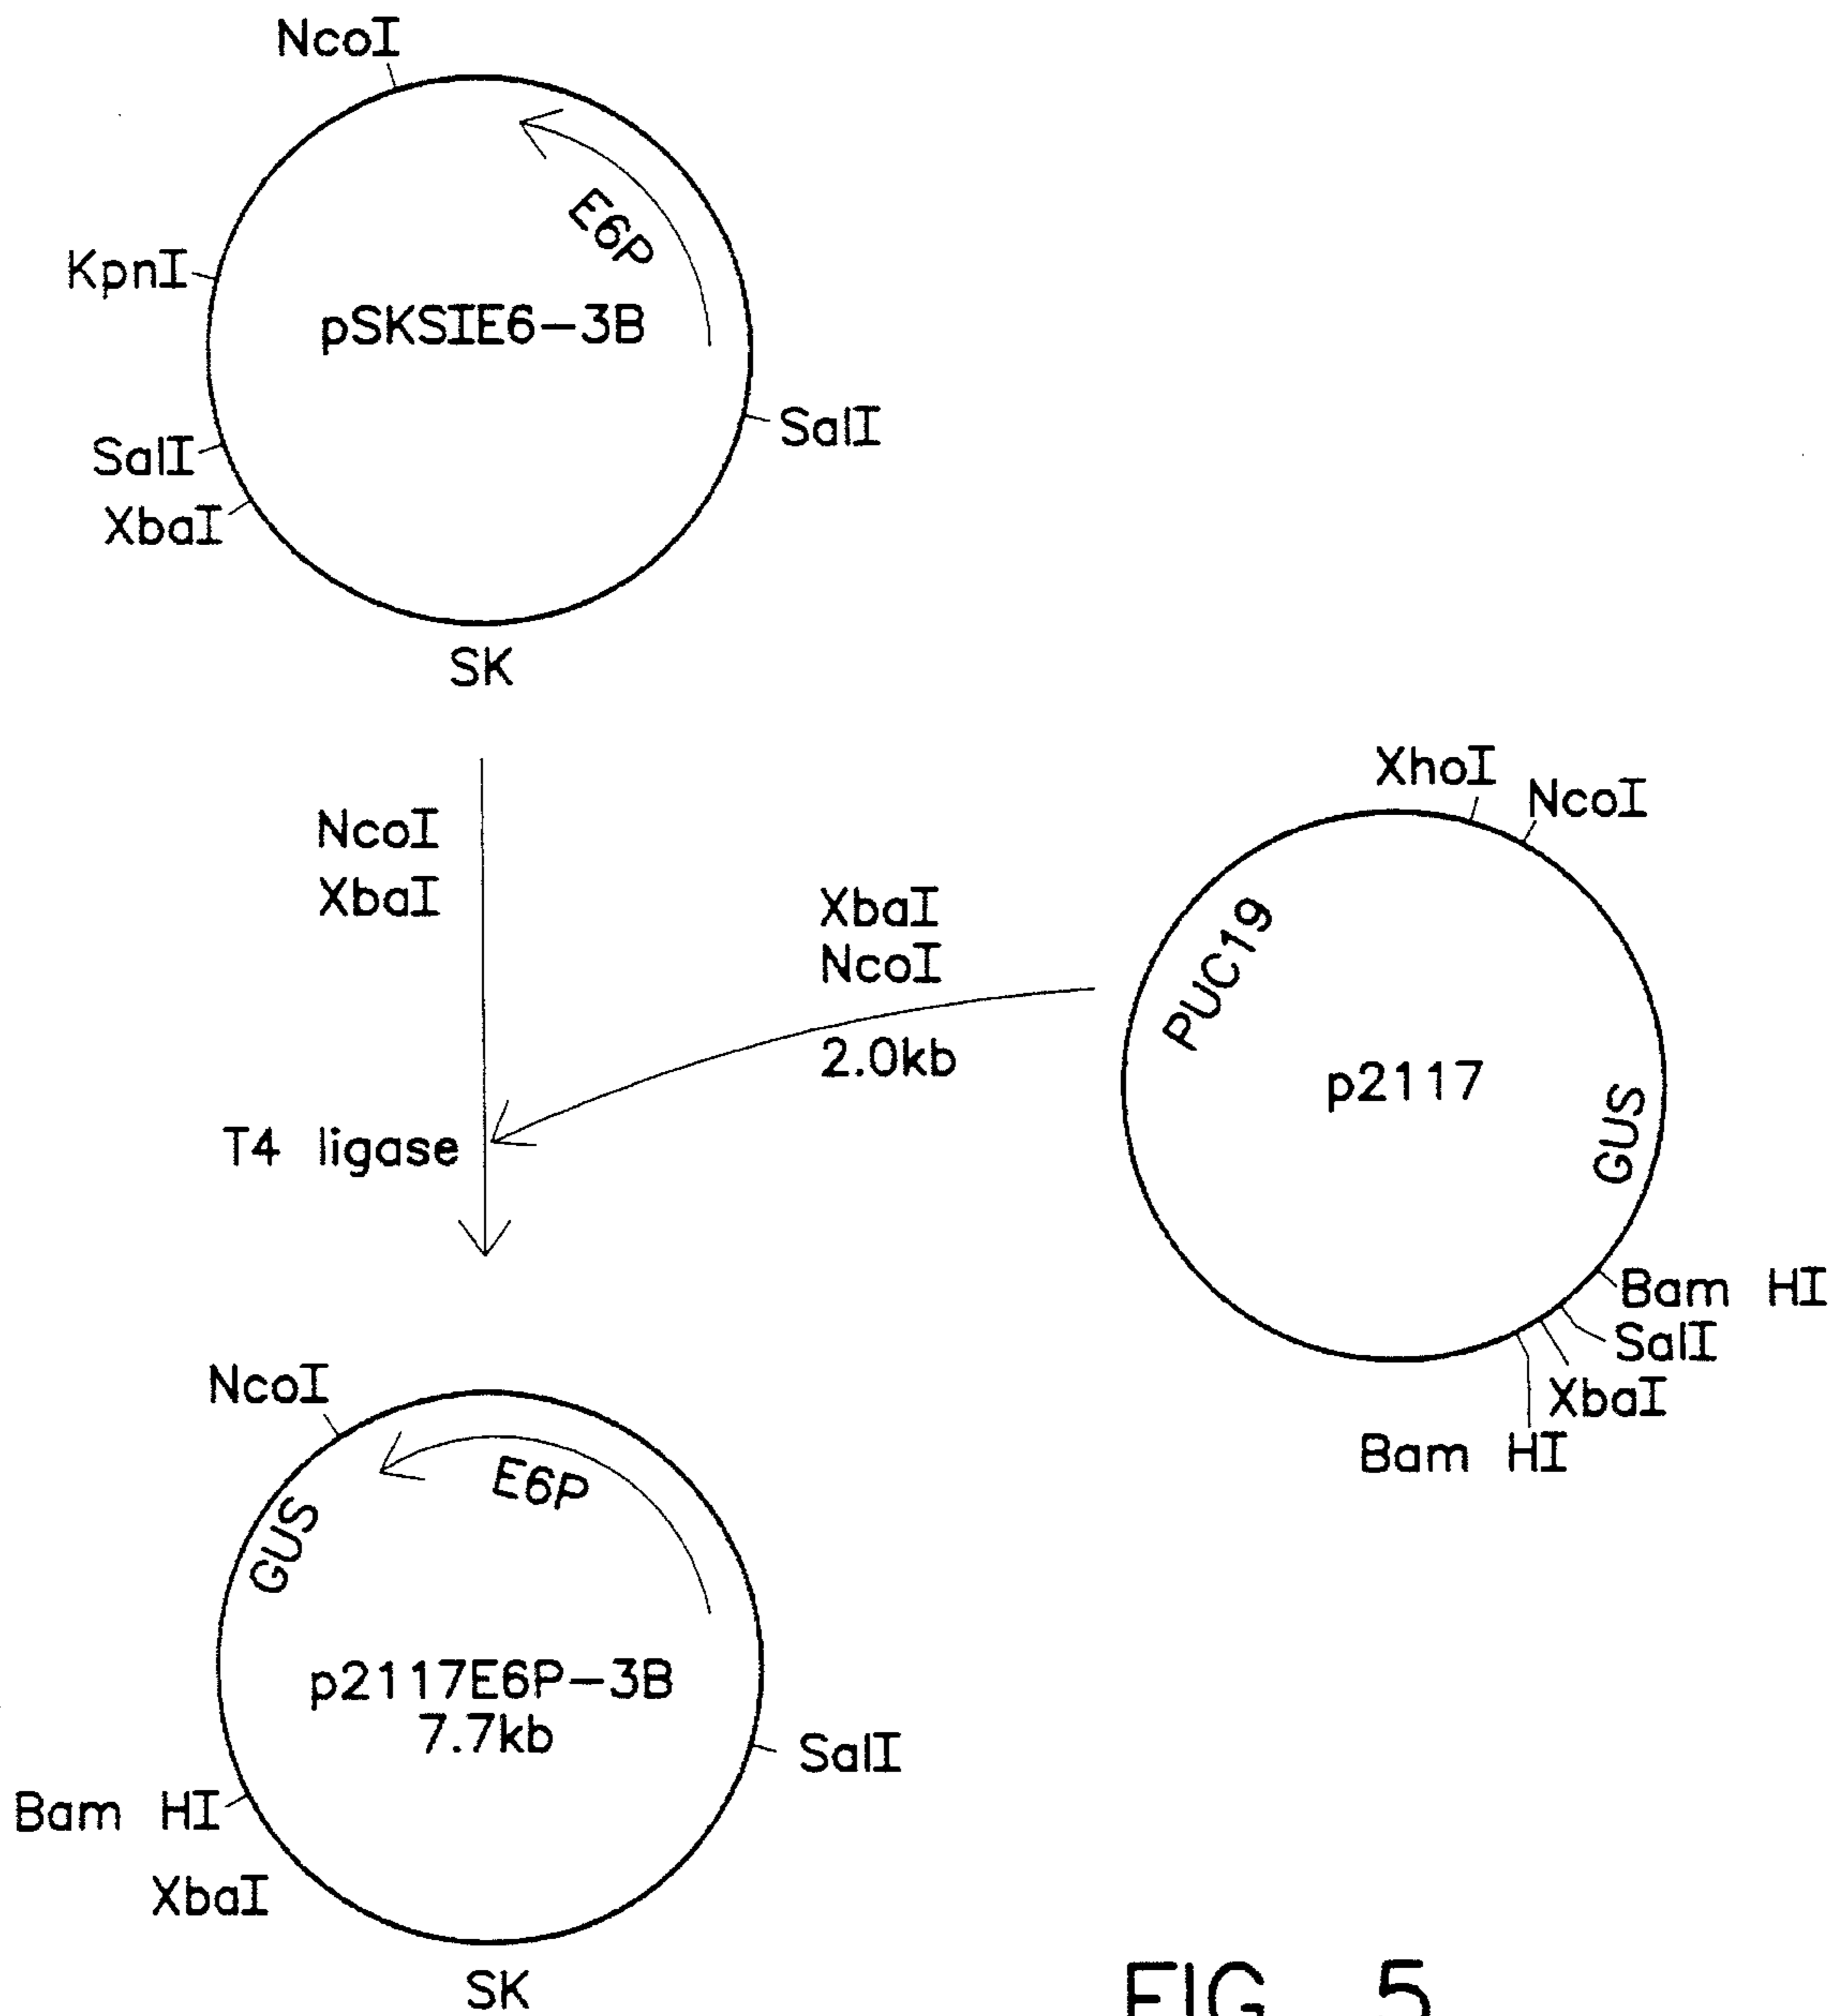 NcoI
E6P
KpnI
pSKSIE6-3B
SalI
SalI
XbaI
SK
NcoI
XbaI
XbaI
NcoI
2.0kb
T4 ligase
XhoI
NcoI
PUC19
p2117
GUS
Bam HI
SalI
XbaI
Bam HI
NcoI
E6P
GUS
p2117E6P-3B
7.7kb
SalI
Bam HI
XbaI
SK
FIG. 5